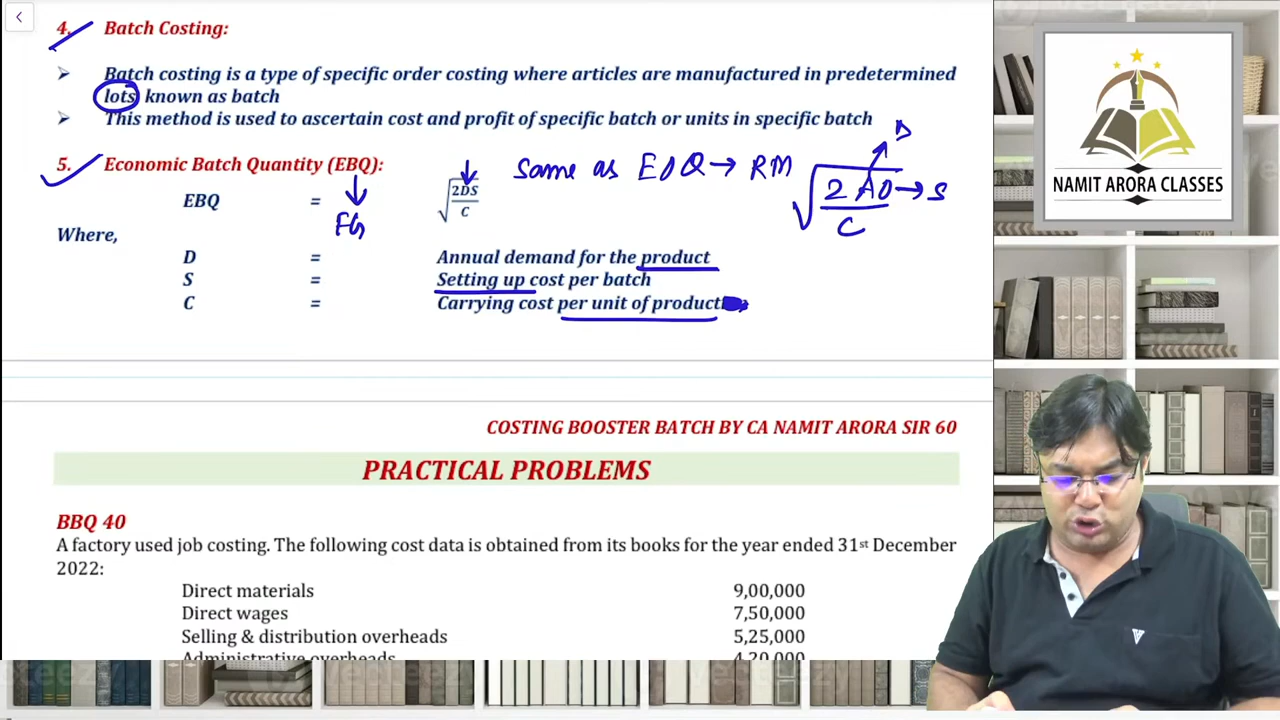 4. Batch Costing:
➢ Batch costing is a type of specific order costing where articles are manufactured in predetermined
lots known as batch
➢ This method is used to ascertain cost and profit of specific batch or units in specific batch
5. Economic Batch Quantity (EBQ):
Same as EOQ → RM √2AO/C
D
S
EBQ = √2DS/C
FG
Where,
D = Annual demand for the product
S = Setting up cost per batch
C = Carrying cost per unit of product
NAMIT ARORA CLASSES
COSTING BOOSTER BATCH BY CA NAMIT ARORA SIR 60
PRACTICAL PROBLEMS
BBQ 40
A factory used job costing. The following cost data is obtained from its books for the year ended 31st December
2022:
Direct materials 9,00,000
Direct wages 7,50,000
Selling & distribution overheads 5,25,000
Administrative overheads 4,20,000